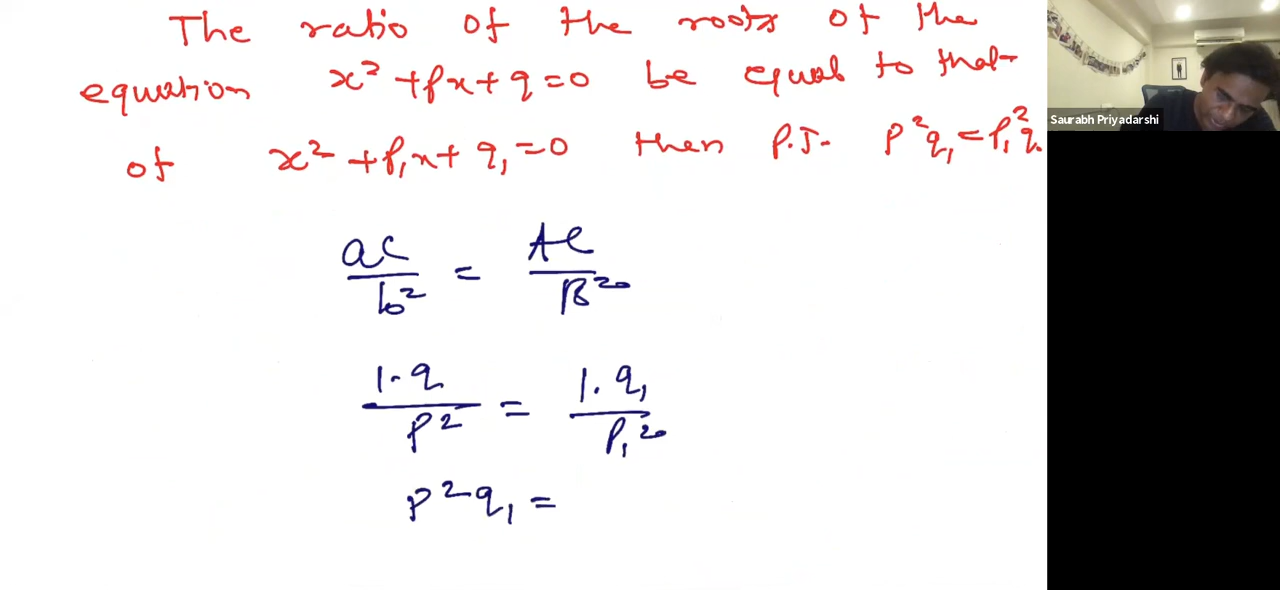 The ratio of the roots of the
equation x² + px + q = 0 be equal to that
of x² + p₁x + q₁ = 0 then P.T. p²q₁ = p₁²q.
Saurabh Priyadarshi
ac/b² = AC/B²
1.q/p² = 1.q₁/p₁²
p²q₁ =